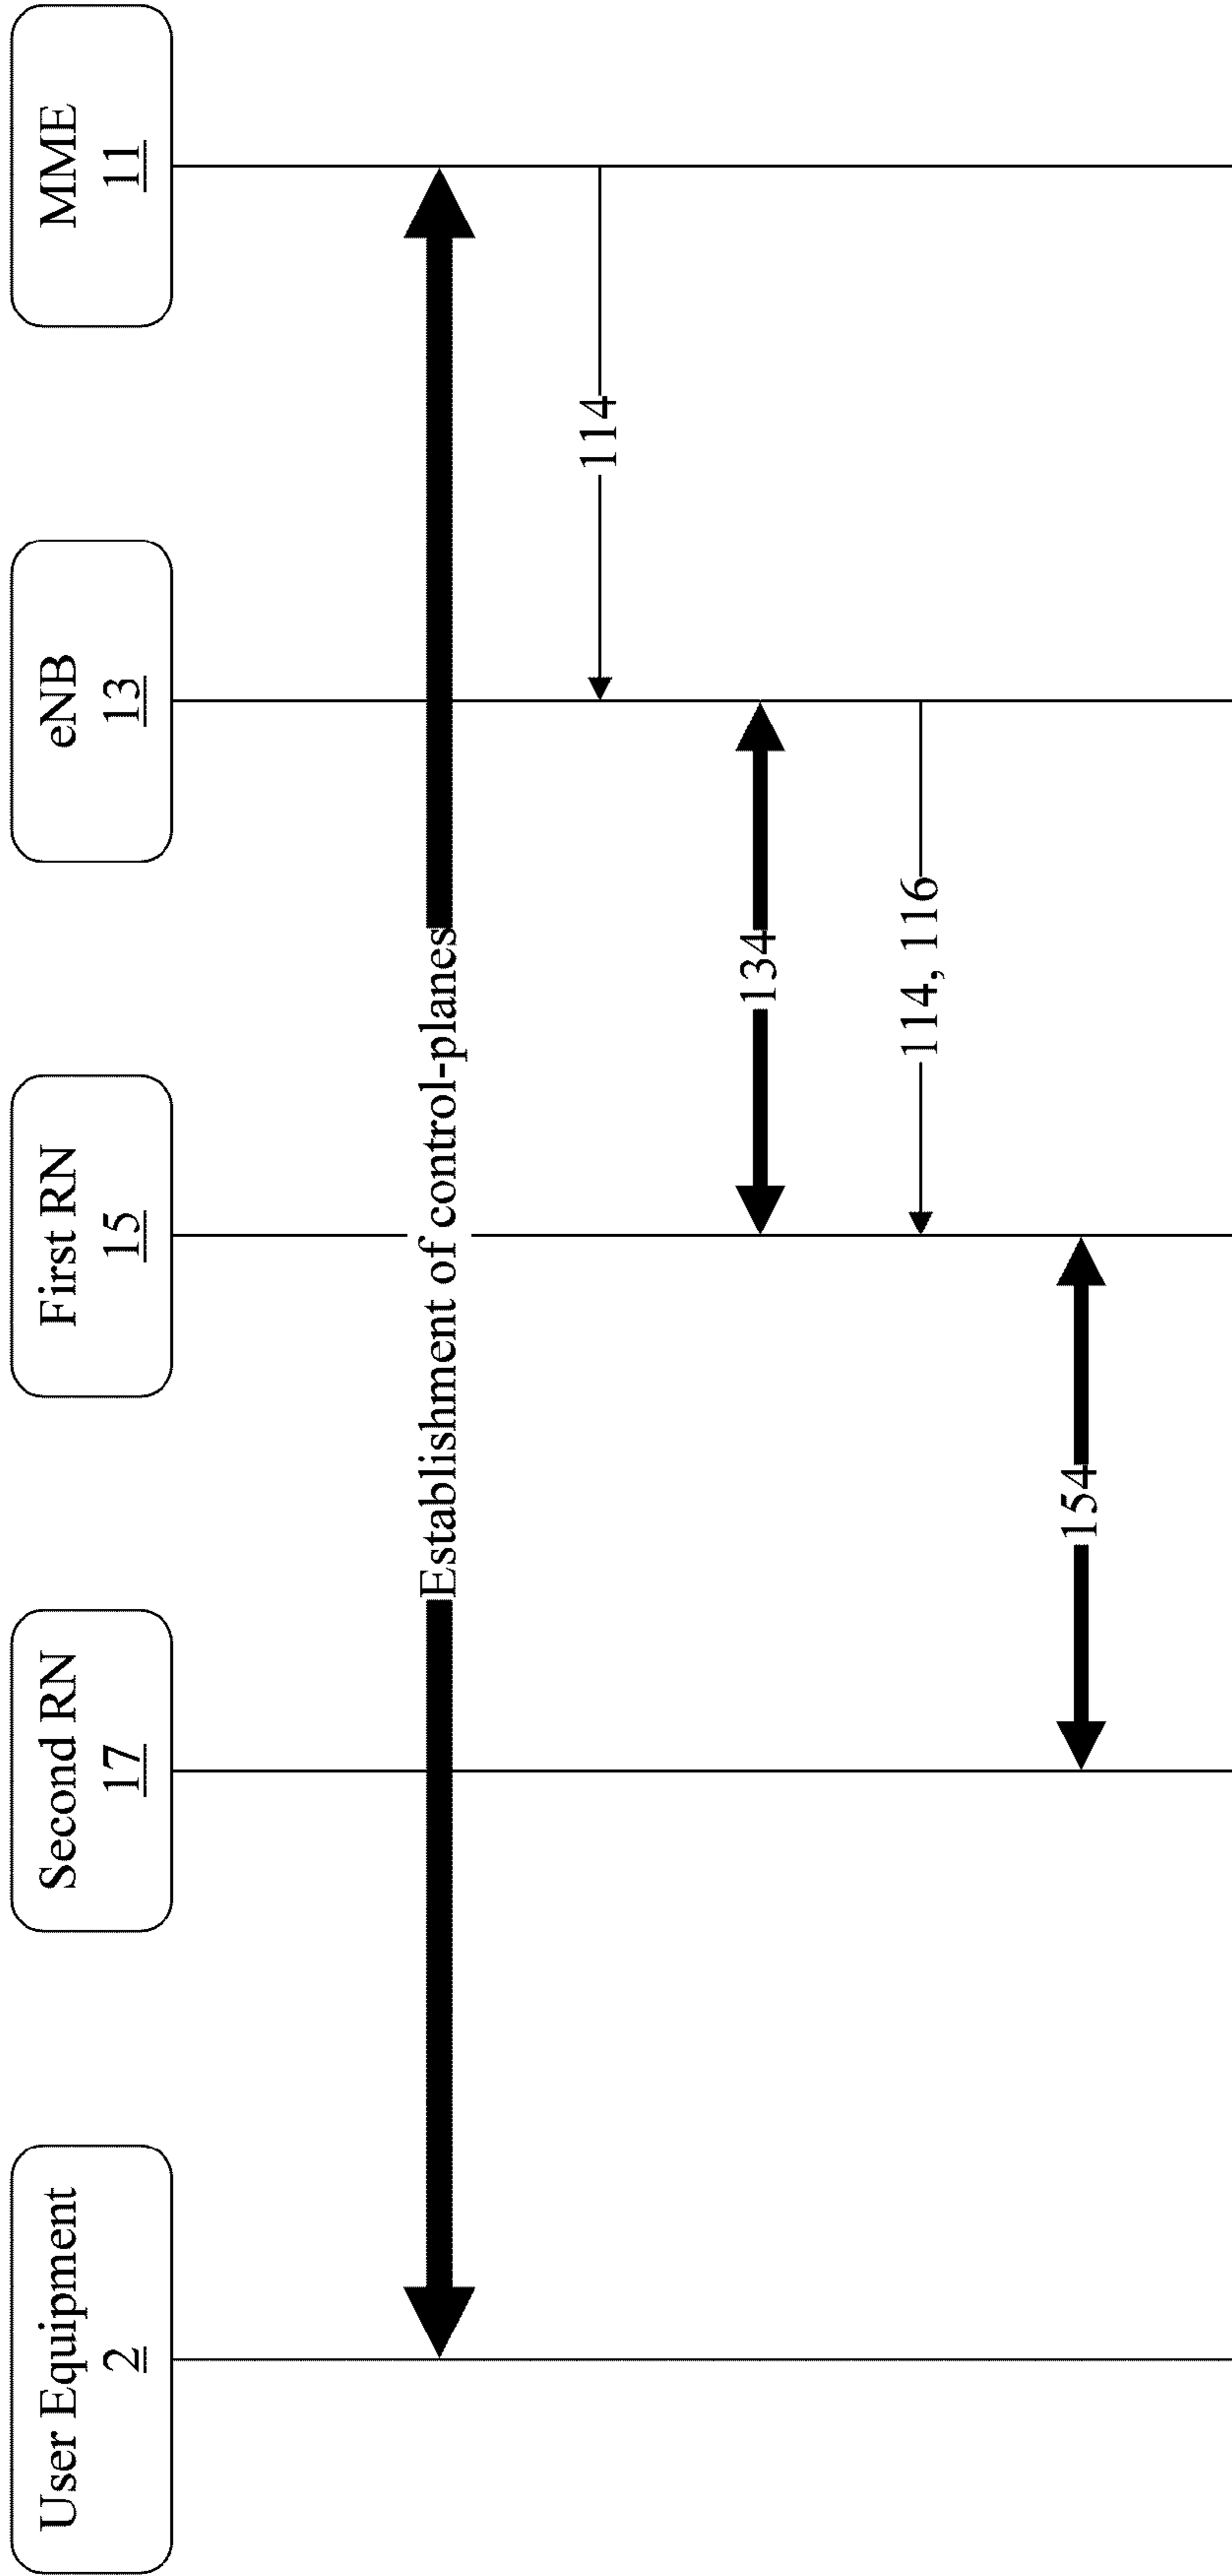 User Equipment
2
Second RN
17
First RN
15
eNB
13
MME
11
Establishment of control-planes
114
134
114, 116
154